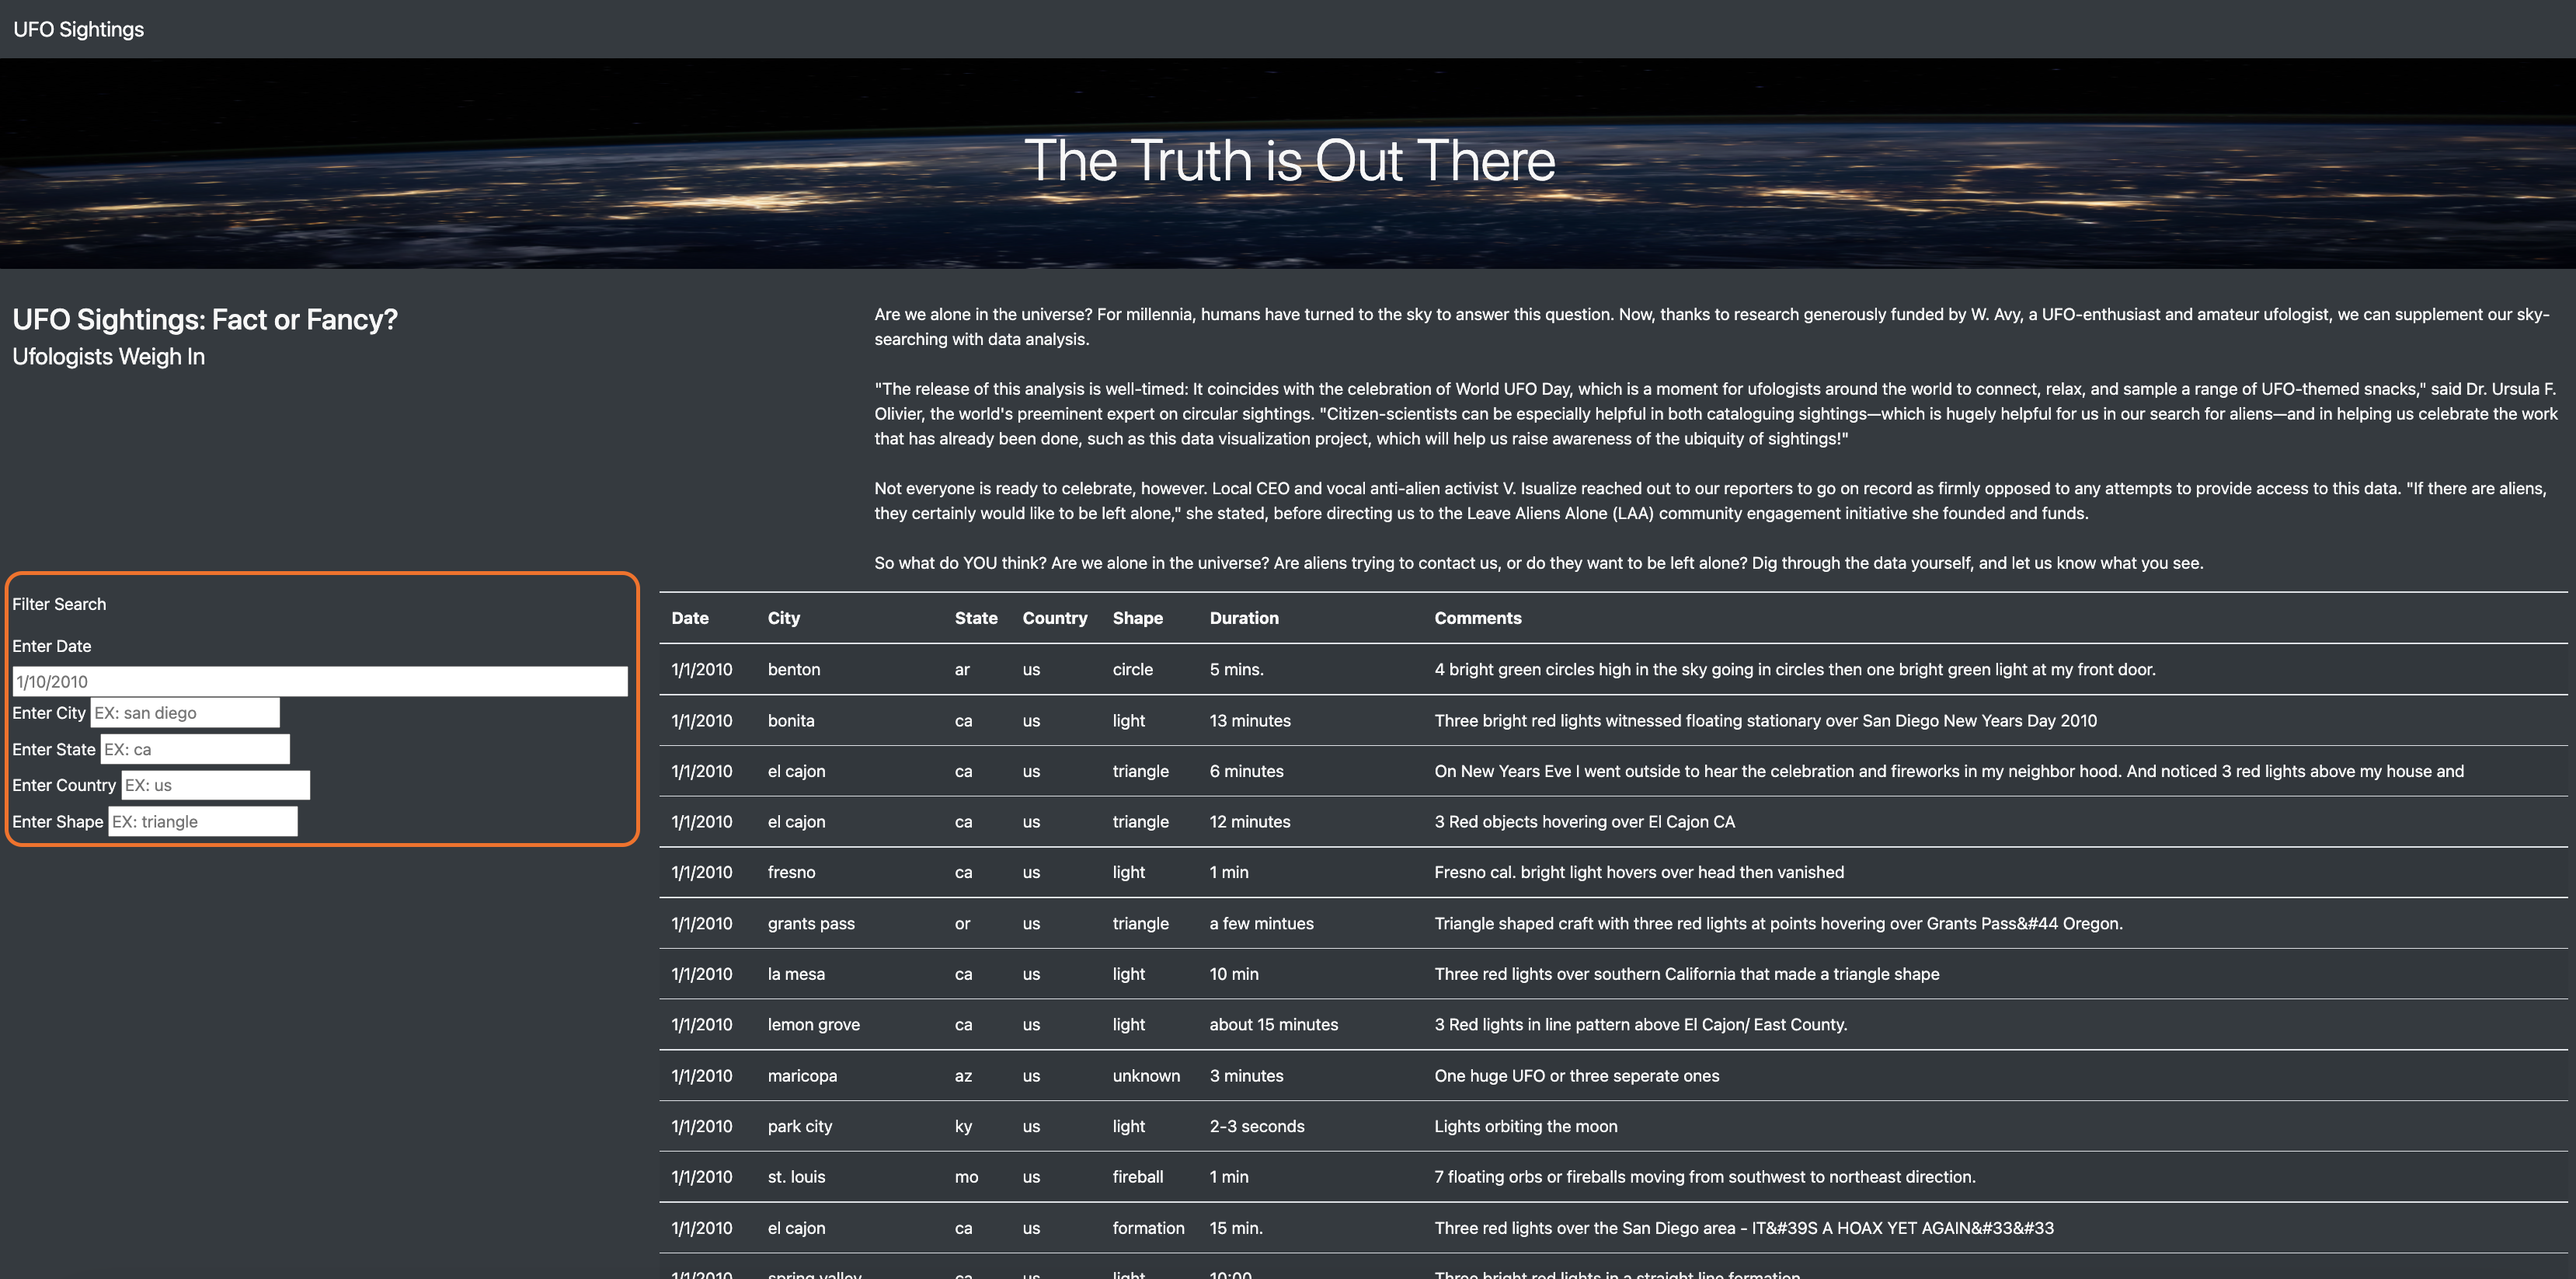 UFO Sightings
The Truth is Out There
UFO Sightings: Fact or Fancy?
Ufologists Weigh In
Are we alone in the universe? For millennia, humans have turned to the sky to answer this question. Now, thanks to research generously funded by W. Avy, a UFO-enthusiast and amateur ufologist, we can supplement our sky-
searching with data analysis.
"The release of this analysis is well-timed: It coincides with the celebration of World UFO Day, which is a moment for ufologists around the world to connect, relax, and sample a range of UFO-themed snacks," said Dr. Ursula F.
Olivier, the world's preeminent expert on circular sightings. "Citizen-scientists can be especially helpful in both cataloguing sightings—which is hugely helpful for us in our search for aliens—and in helping us celebrate the work
that has already been done, such as this data visualization project, which will help us raise awareness of the ubiquity of sightings!"
Not everyone is ready to celebrate, however. Local CEO and vocal anti-alien activist V. Isualize reached out to our reporters to go on record as firmly opposed to any attempts to provide access to this data. "If there are aliens,
they certainly would like to be left alone," she stated, before directing us to the Leave Aliens Alone (LAA) community engagement initiative she founded and funds.
So what do YOU think? Are we alone in the universe? Are aliens trying to contact us, or do they want to be left alone? Dig through the data yourself, and let us know what you see.
Filter Search
Enter Date
1/10/2010
Enter City EX: san diego
Enter State EX: ca
Enter Country EX: us
Enter Shape EX: triangle
Date City State Country Shape Duration Comments
1/1/2010 benton ar us circle 5 mins. 4 bright green circles high in the sky going in circles then one bright green light at my front door.
1/1/2010 bonita ca us light 13 minutes Three bright red lights witnessed floating stationary over San Diego New Years Day 2010
1/1/2010 el cajon ca us triangle 6 minutes On New Years Eve I went outside to hear the celebration and fireworks in my neighbor hood. And noticed 3 red lights above my house and
1/1/2010 el cajon ca us triangle 12 minutes 3 Red objects hovering over El Cajon CA
1/1/2010 fresno ca us light 1 min Fresno cal. bright light hovers over head then vanished
1/1/2010 grants pass or us triangle a few mintues Triangle shaped craft with three red lights at points hovering over Grants Pass&#44 Oregon.
1/1/2010 la mesa ca us light 10 min Three red lights over southern California that made a triangle shape
1/1/2010 lemon grove ca us light about 15 minutes 3 Red lights in line pattern above El Cajon/ East County.
1/1/2010 maricopa az us unknown 3 minutes One huge UFO or three seperate ones
1/1/2010 park city ky us light 2-3 seconds Lights orbiting the moon
1/1/2010 st. louis mo us fireball 1 min 7 floating orbs or fireballs moving from southwest to northeast direction.
1/1/2010 el cajon ca us formation 15 min. Three red lights over the San Diego area - IT&#39S A HOAX YET AGAIN&#33&#33
1/1/2010 spring valley ca us light 10:00 Three bright red lights in a straight line formation